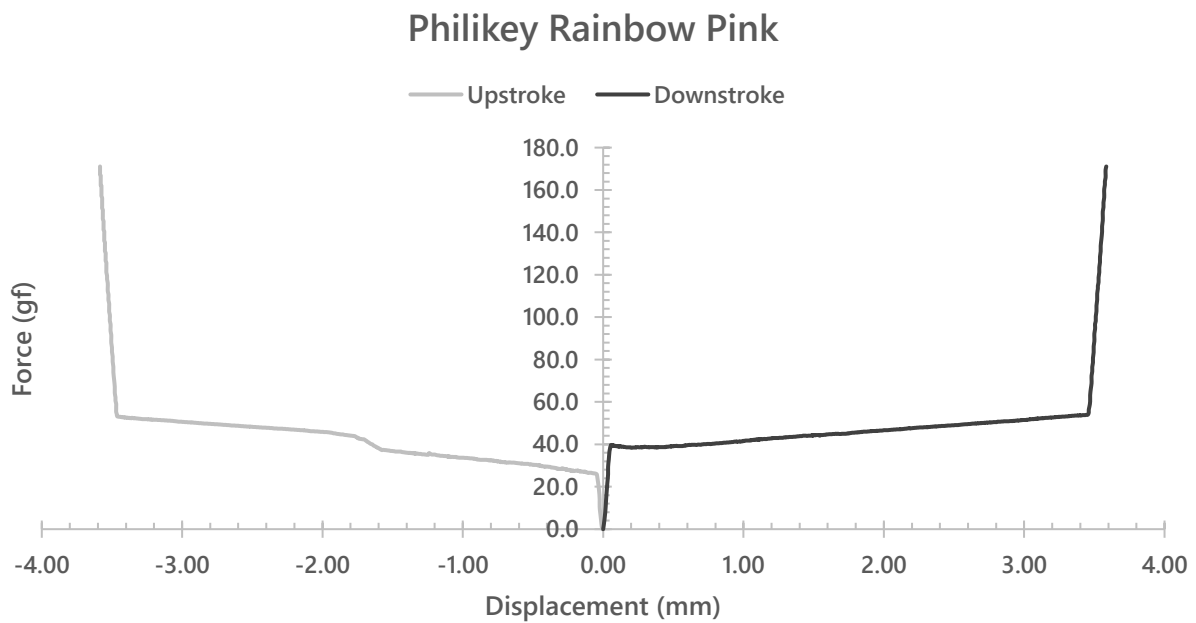 Philikey Rainbow Pink
Upstroke Downstroke
180.0
160.0
140.0
120.0
100.0
80.0
60.0
40.0
20.0
0.0
Force (gf)
-4.00 -3.00 -2.00 -1.00 0.00 1.00 2.00 3.00 4.00
Displacement (mm)